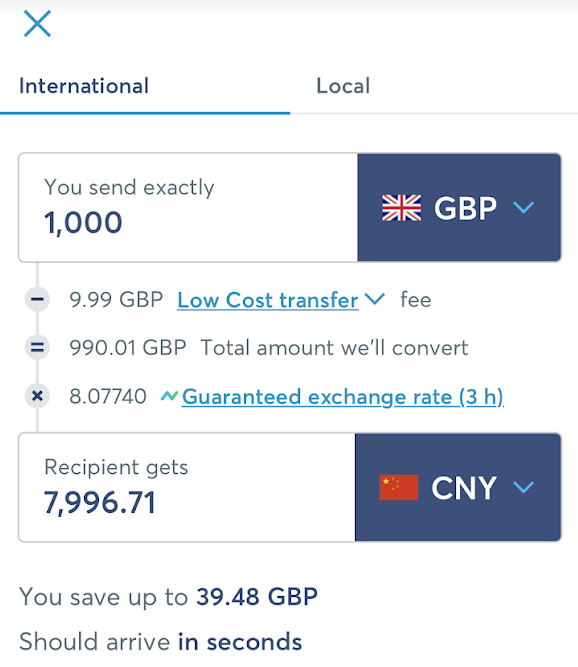 International Local
You send exactly
1,000
GBP
− 9.99 GBP Low Cost transfer fee
= 990.01 GBP Total amount we'll convert
× 8.07740 Guaranteed exchange rate (3 h)
Recipient gets
7,996.71
CNY
You save up to 39.48 GBP
Should arrive in seconds